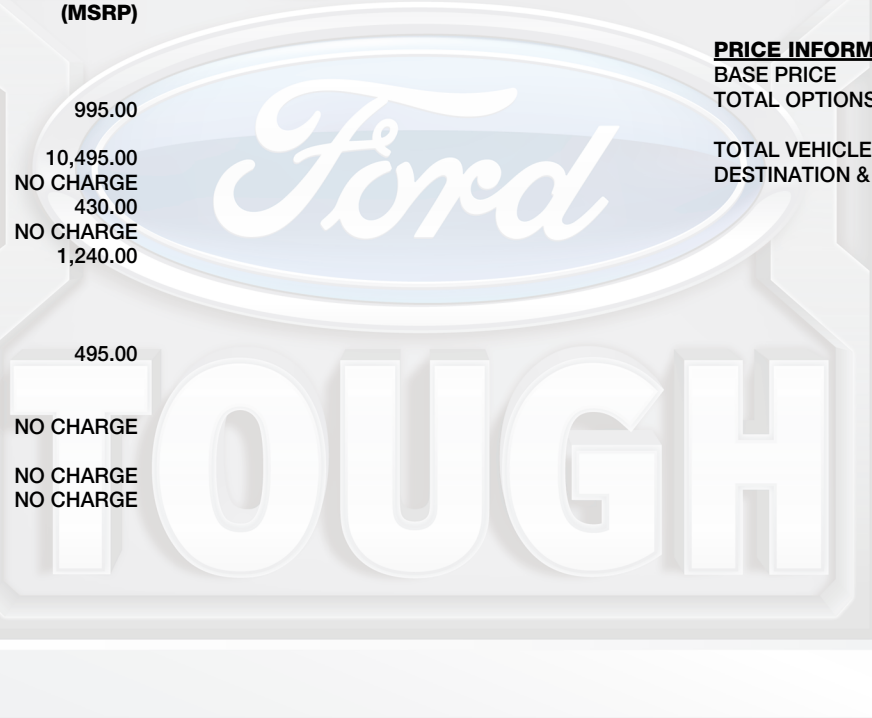 (MSRP)
995.00
10,495.00
NO CHARGE
430.00
NO CHARGE
1,240.00
495.00
NO CHARGE
NO CHARGE
NO CHARGE
PRICE INFORM
BASE PRICE
TOTAL OPTIONS
TOTAL VEHICLE
DESTINATION &
Ford
TOUGH